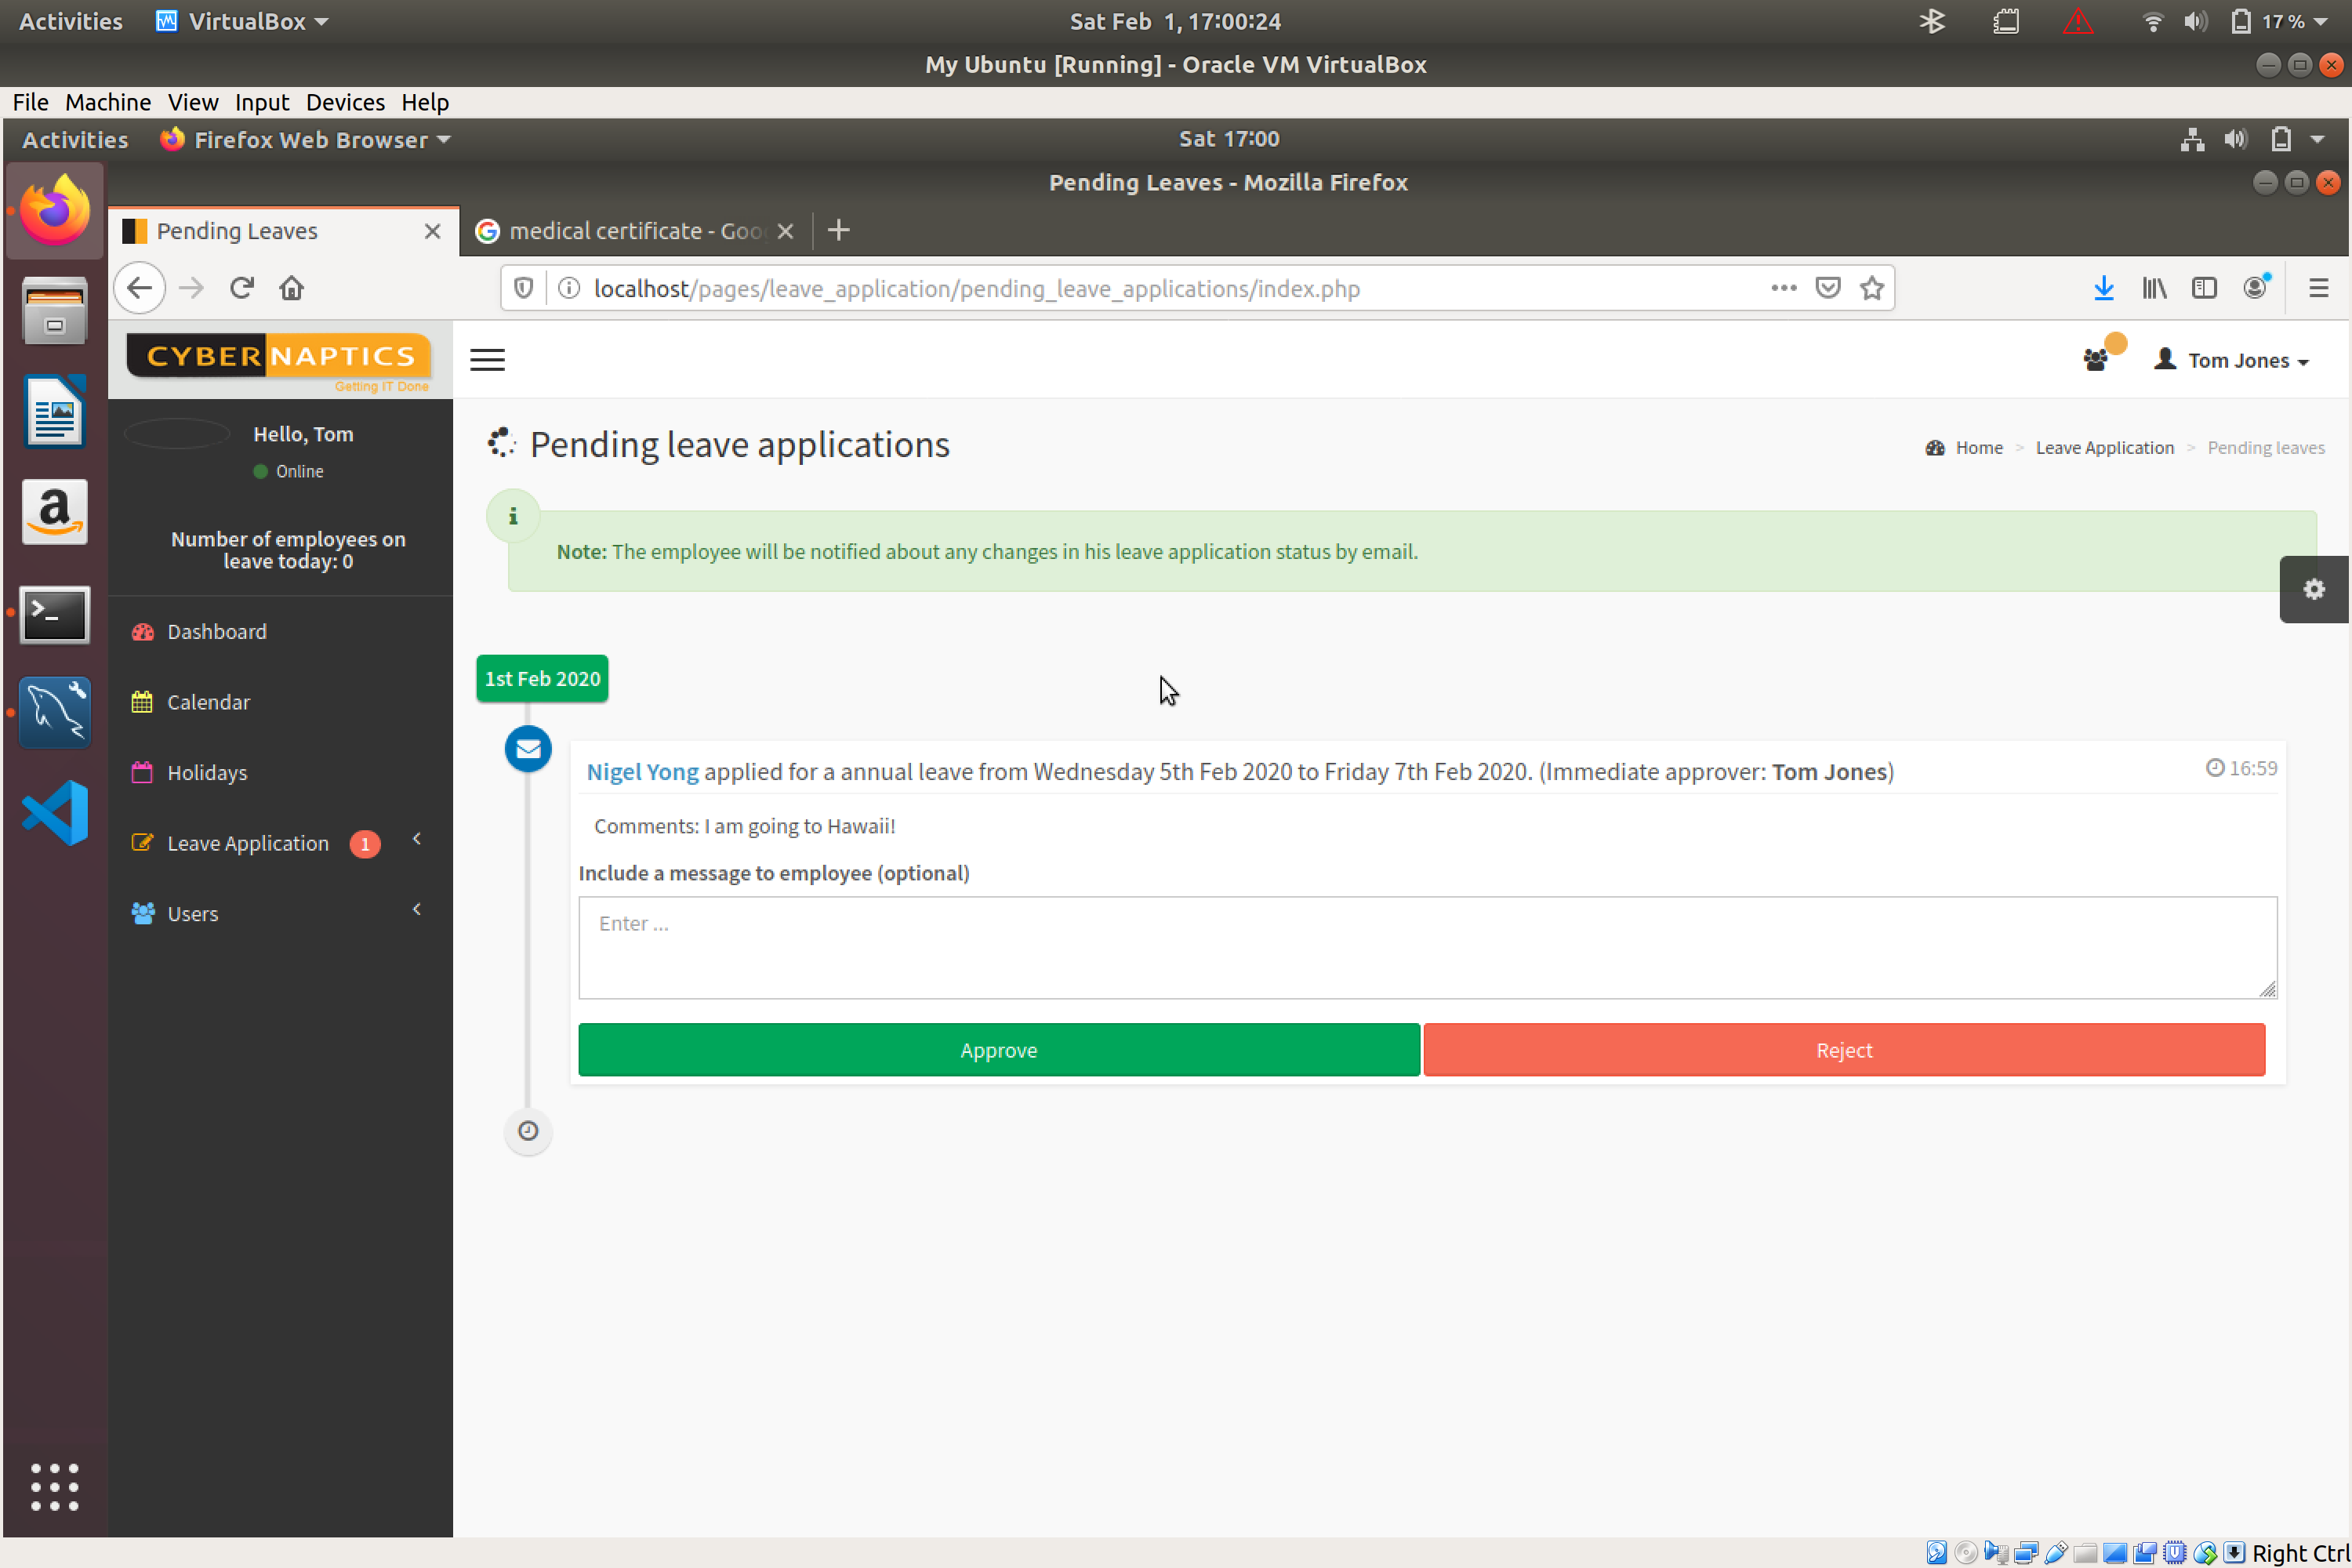 Activities VirtualBox Sat Feb 1, 17:00:24 17 %
My Ubuntu [Running] - Oracle VM VirtualBox
File Machine View Input Devices Help
Activities Firefox Web Browser Sat 17:00
Pending Leaves - Mozilla Firefox
Pending Leaves medical certificate - Goo
localhost/pages/leave_application/pending_leave_applications/index.php
CYBERNAPTICS
Getting IT Done
Tom Jones
Hello, Tom
Online
Number of employees on
leave today: 0
Dashboard
Calendar
Holidays
Leave Application 1
Users
Pending leave applications
Home > Leave Application > Pending leaves
Note: The employee will be notified about any changes in his leave application status by email.
1st Feb 2020
Nigel Yong applied for a annual leave from Wednesday 5th Feb 2020 to Friday 7th Feb 2020. (Immediate approver: Tom Jones) 16:59
Comments: I am going to Hawaii!
Include a message to employee (optional)
Enter ...
Approve Reject
Right Ctrl